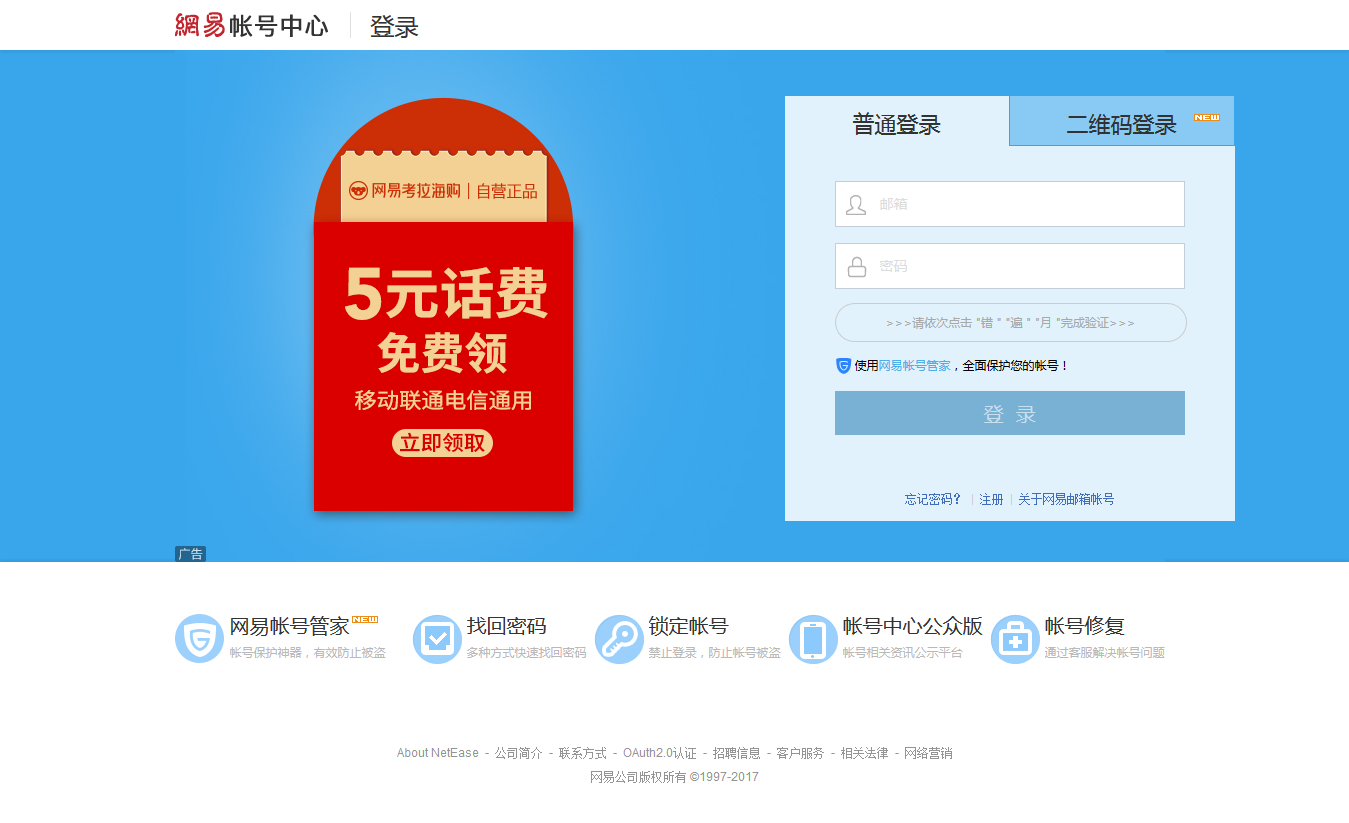 網易帐号中心 登录
网易考拉海购 | 自营正品
5元话费
免费领
移动联通电信通用
立即领取
广告
普通登录
二维码登录 NEW
邮箱
密码
>>>请依次点击 "错 " "遍 " "月 "完成验证>>>
使用网易帐号管家，全面保护您的帐号！
登 录
忘记密码？ | 注册 | 关于网易邮箱帐号
网易帐号管家 NEW
帐号保护神器，有效防止被盗
找回密码
多种方式快速找回密码
锁定帐号
禁止登录，防止帐号被盗
帐号中心公众版
帐号相关资讯公示平台
帐号修复
通过客服解决帐号问题
About NetEase - 公司简介 - 联系方式 - OAuth2.0认证 - 招聘信息 - 客户服务 - 相关法律 - 网络营销
网易公司版权所有 ©1997-2017